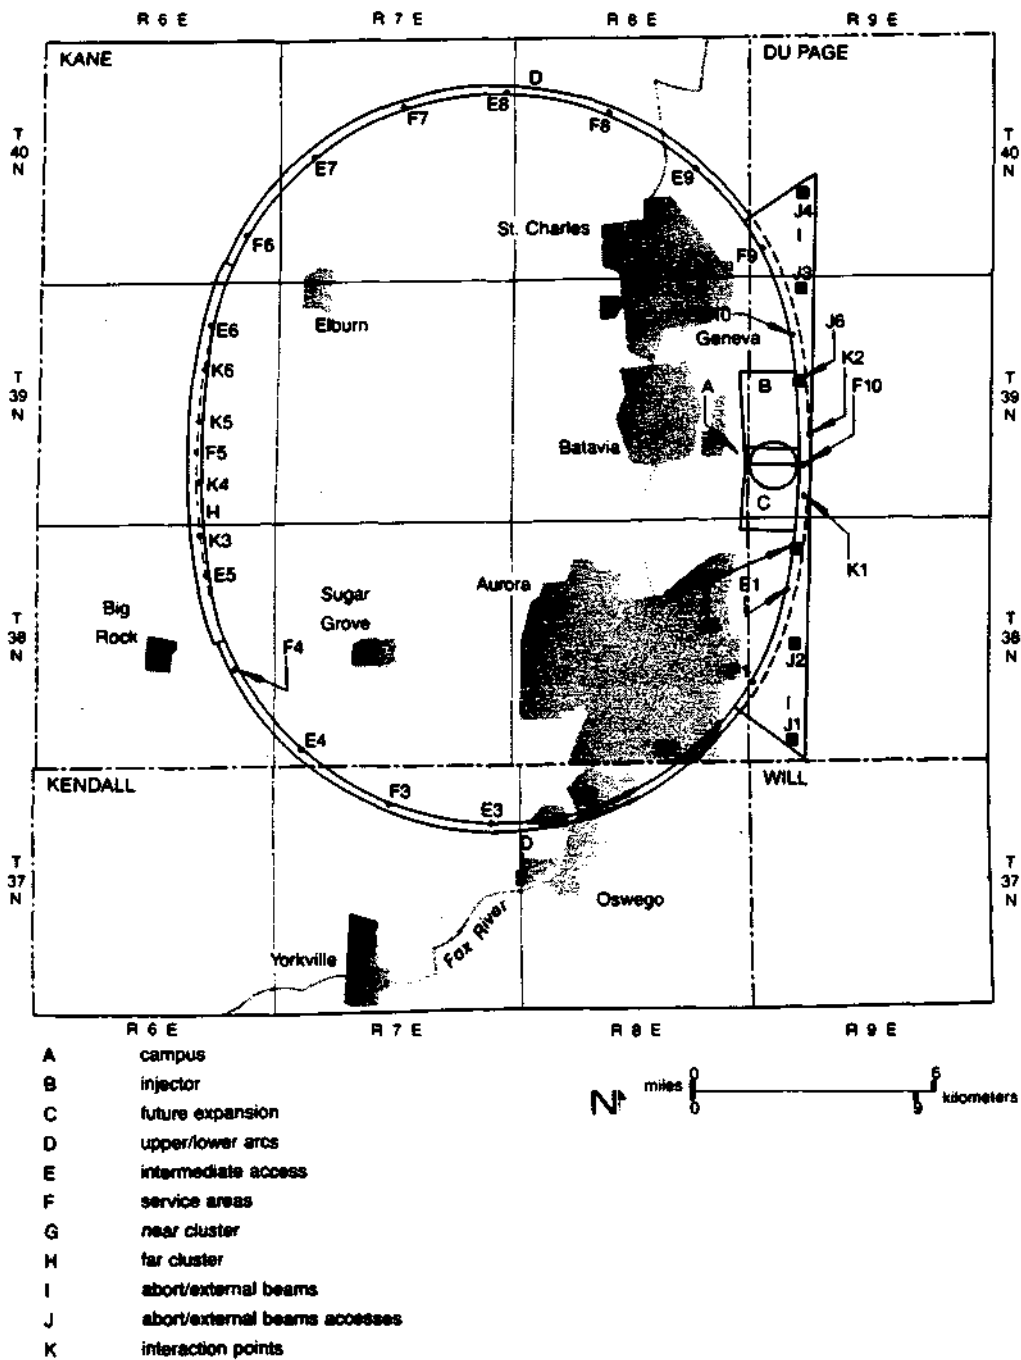 R 6 E R 7 E R 8 E R 9 E
KANE
DU PAGE
D
E8
F7
F8
T
40
N
T
40
N
E7
E9
J4
St. Charles
I
F6
F9
J3
Elburn
E6
Geneva
J6
K6
K2
A
B
F10
T
39
N
T
39
N
K5
F5
Batavia
K4
H
C
K3
K1
E5
Aurora
E1
Big
Rock
Sugar
Grove
T
38
N
T
38
N
F4
J2
I
J1
E4
KENDALL
WILL
F3
E3
D
T
37
N
T
37
N
Oswego
Fox River
Yorkville
R 6 E R 7 E R 8 E R 9 E
A campus
B injector
C future expansion
D upper/lower arcs
E intermediate access
F service areas
G near cluster
H far cluster
I abort/external beams
J abort/external beams accesses
K interaction points
N
0 6
miles
kilometers
0 9